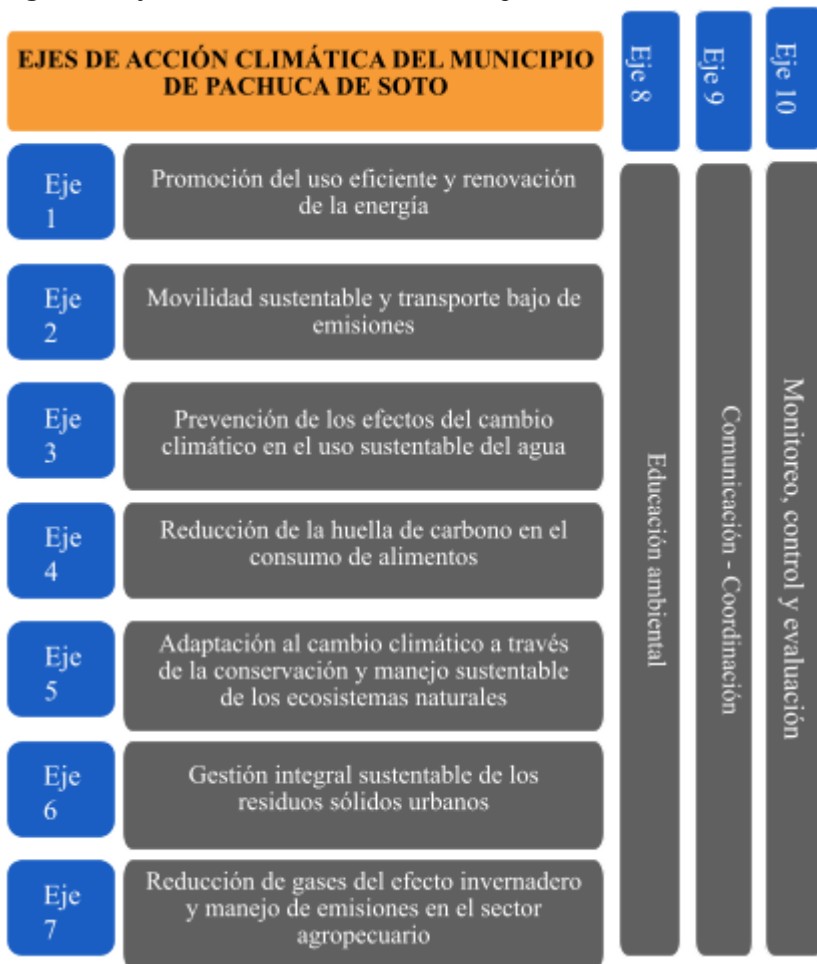 EJES DE ACCIÓN CLIMÁTICA DEL MUNICIPIO
DE PACHUCA DE SOTO
Eje
1
Promoción del uso eficiente y renovación
de la energía
Eje
2
Movilidad sustentable y transporte bajo de
emisiones
Eje
3
Prevención de los efectos del cambio
climático en el uso sustentable del agua
Eje
4
Reducción de la huella de carbono en el
consumo de alimentos
Eje
5
Adaptación al cambio climático a través
de la conservación y manejo sustentable
de los ecosistemas naturales
Eje
6
Gestión integral sustentable de los
residuos sólidos urbanos
Eje
7
Reducción de gases del efecto invernadero
y manejo de emisiones en el sector
agropecuario
Eje 8
Educación ambiental
Eje 9
Comunicación - Coordinación
Eje 10
Monitoreo, control y evaluación